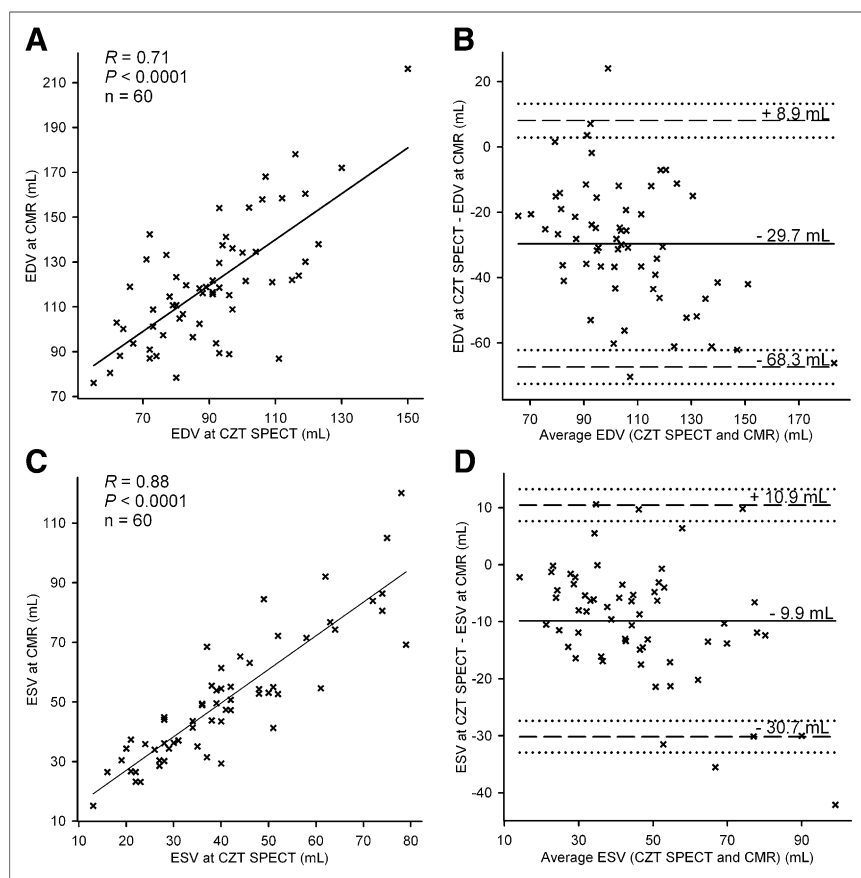 A
R = 0.71
P < 0.0001
n = 60
210
190
170
150
130
110
90
70
EDV at CMR (mL)
70
90
110
130
150
EDV at CZT SPECT (mL)
B
20
0
-20
-40
-60
EDV at CZT SPECT - EDV at CMR (mL)
+ 8.9 mL
- 29.7 mL
- 68.3 mL
70
90
110
130
150
170
Average EDV (CZT SPECT and CMR) (mL)
C
R = 0.88
P < 0.0001
n = 60
110
90
70
50
30
10
ESV at CMR (mL)
10
20
30
40
50
60
70
80
ESV at CZT SPECT (mL)
D
10
0
-10
-20
-30
-40
ESV at CZT SPECT - ESV at CMR (mL)
+ 10.9 mL
- 9.9 mL
- 30.7 mL
10
30
50
70
90
Average ESV (CZT SPECT and CMR) (mL)